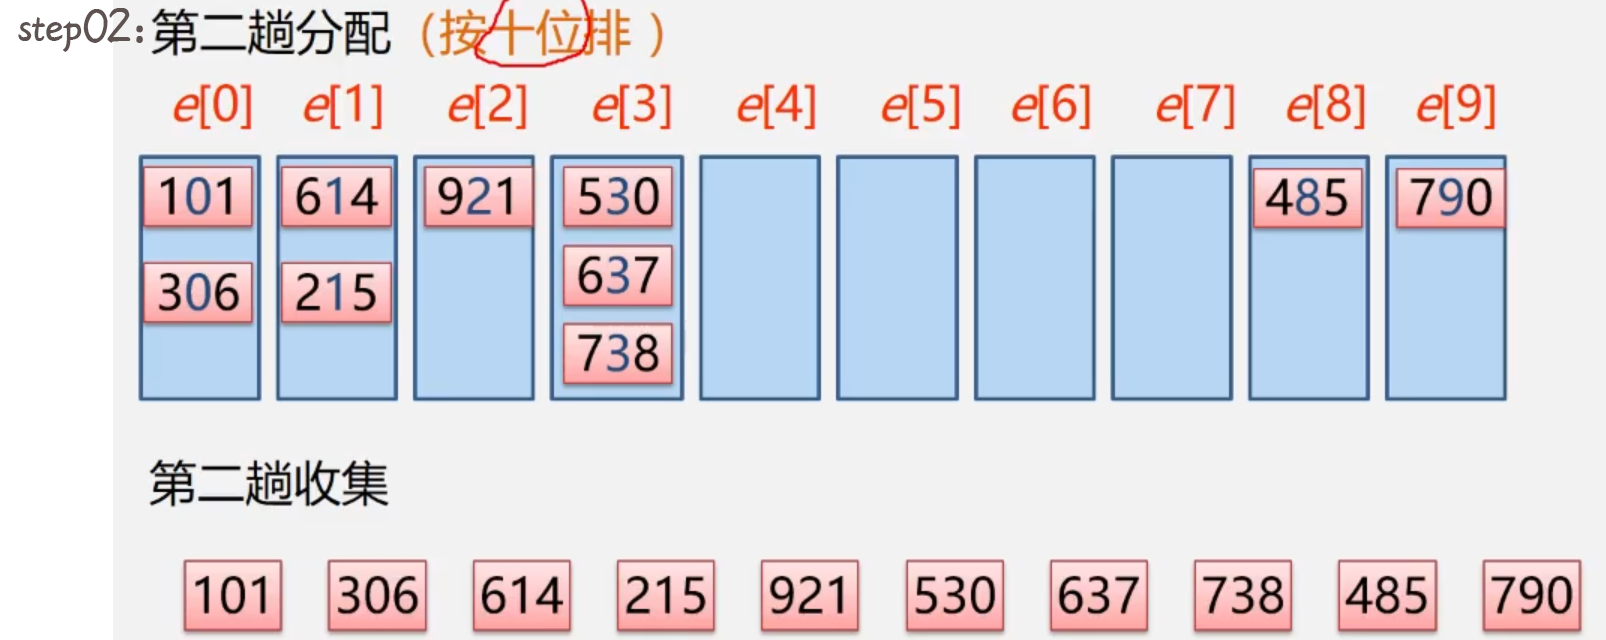 step02:第二趟分配（按十位排 ）
e[0] e[1] e[2] e[3] e[4] e[5] e[6] e[7] e[8] e[9]
101 614 921 530 485 790
306 215 637
738
第二趟收集
101 306 614 215 921 530 637 738 485 790